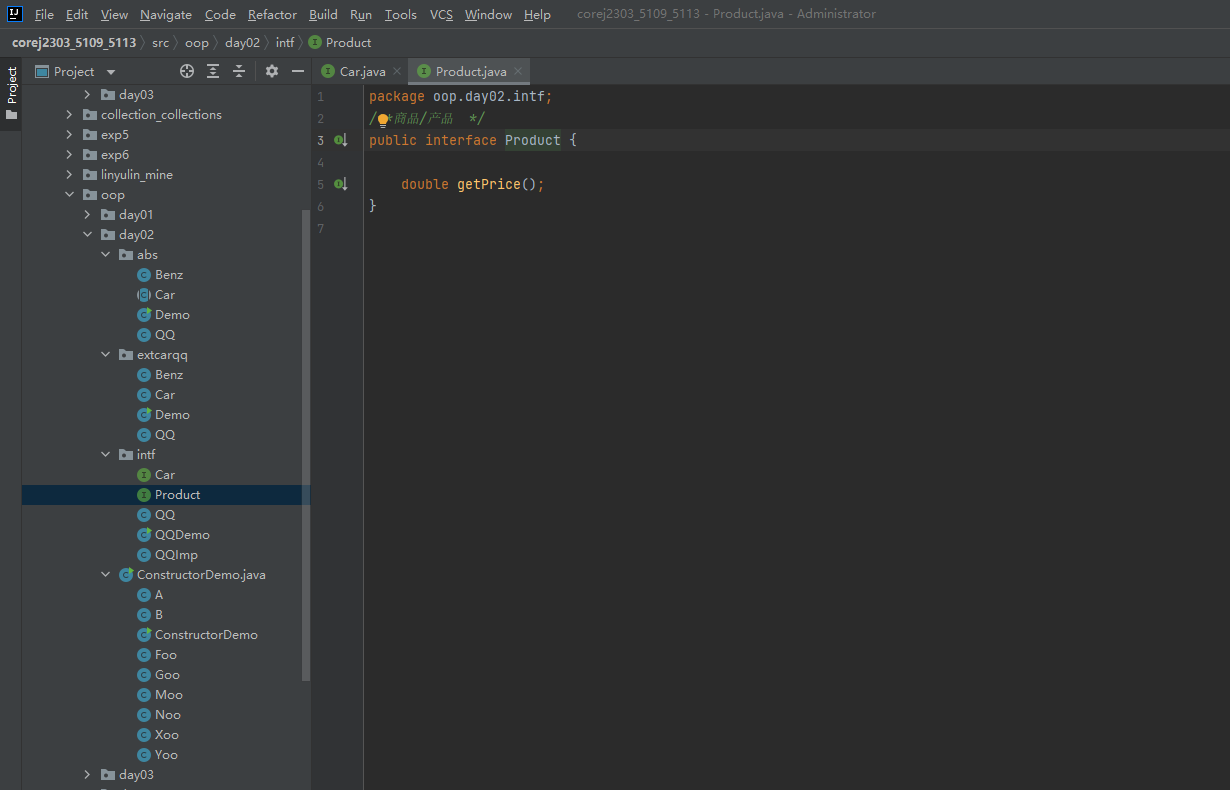 File Edit View Navigate Code Refactor Build Run Tools VCS Window Help corej2303_5109_5113 - Product.java - Administrator
corej2303_5109_5113 src oop day02 intf Product
Project
Project
Car.java Product.java
day03
collection_collections
exp5
exp6
linyulin_mine
oop
day01
day02
abs
Benz
Car
Demo
QQ
extcarqq
Benz
Car
Demo
QQ
intf
Car
Product
QQ
QQDemo
QQImp
ConstructorDemo.java
A
B
ConstructorDemo
Foo
Goo
Moo
Noo
Xoo
Yoo
day03
1 package oop.day02.intf;
2 /**商品/产品 */
3 public interface Product {
4
5 double getPrice();
6 }
7